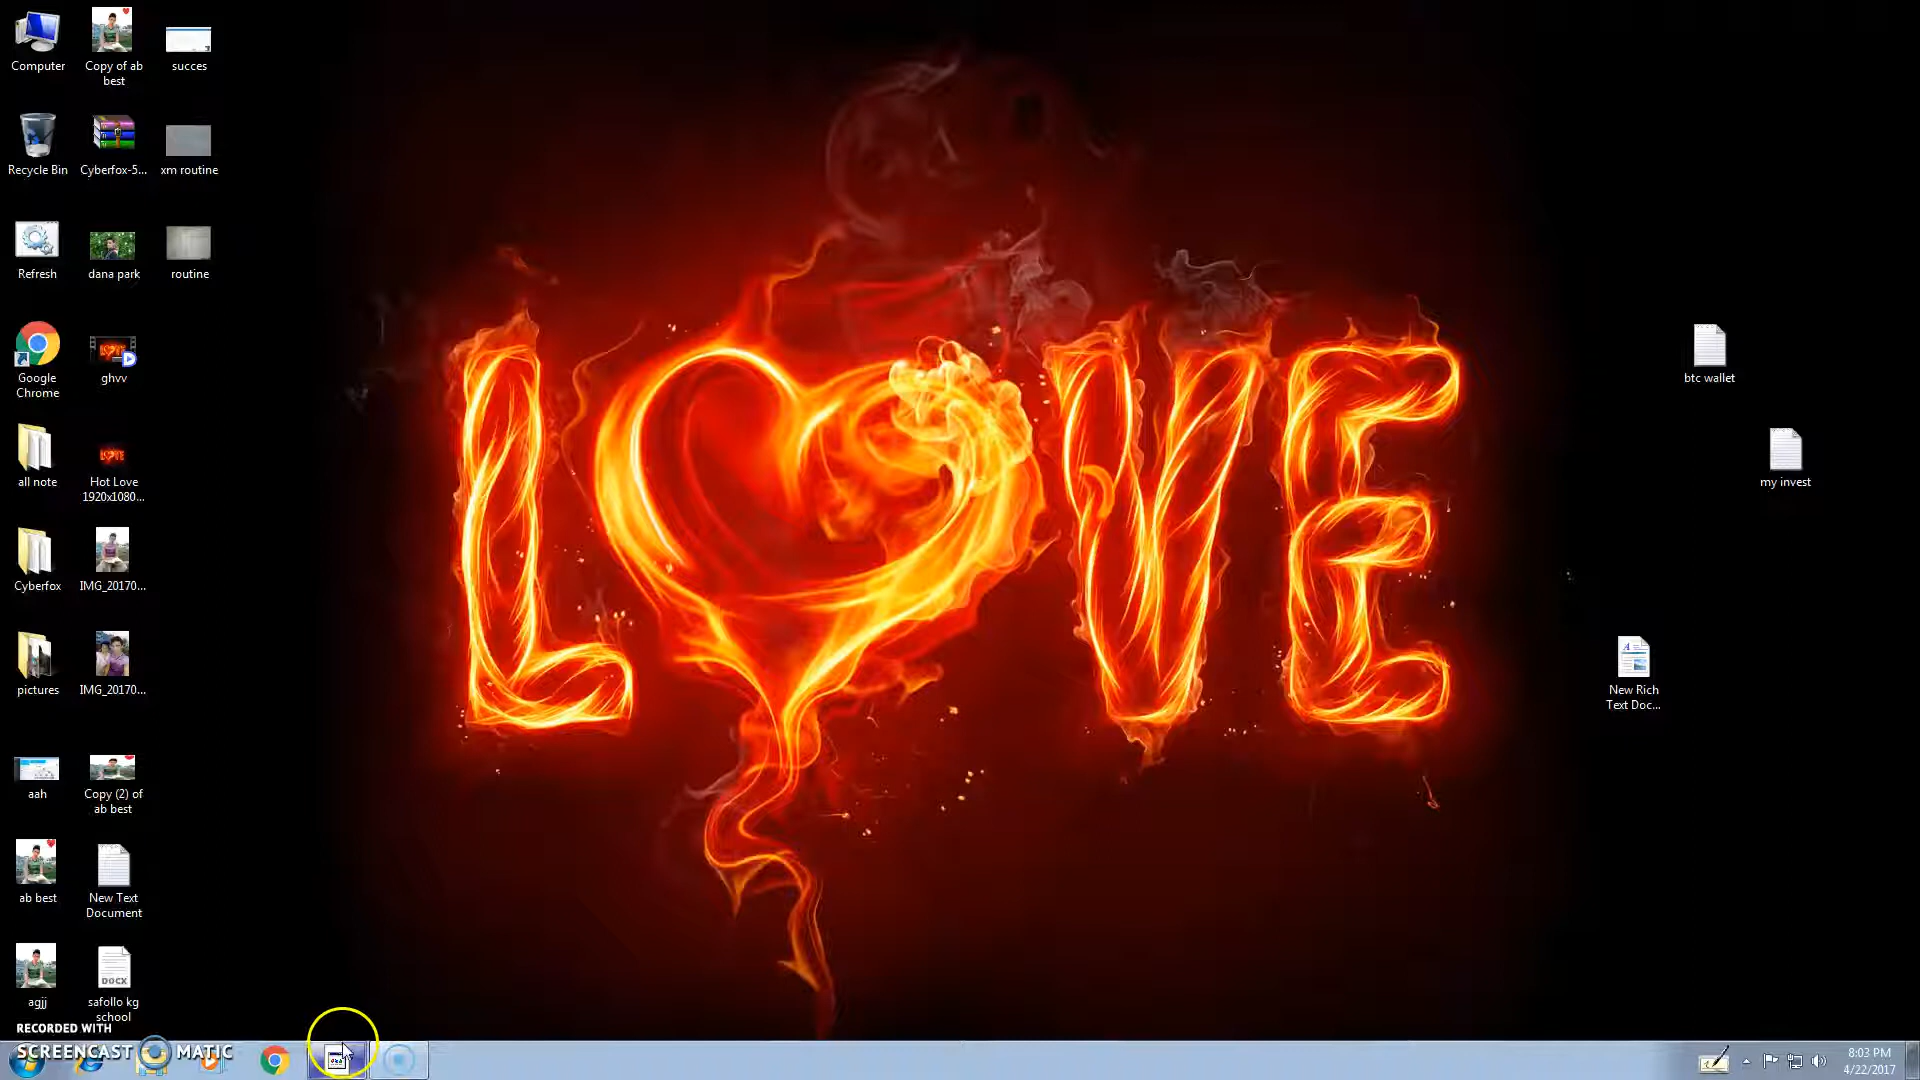 Computer
Copy of ab
best
succes
Recycle Bin
Cyberfox-5...
xm routine
Refresh
dana park
routine
Google
Chrome
ghvv
btc wallet
all note
Hot Love
1920x1080...
my invest
Cyberfox
IMG_20170...
pictures
IMG_20170...
New Rich
Text Doc...
aah
Copy (2) of
ab best
ab best
New Text
Document
DOCX
agjj
safollo kg
school
LOVE
RECORDED WITH
SCREENCAST MATIC
8:03 PM
4/22/2017